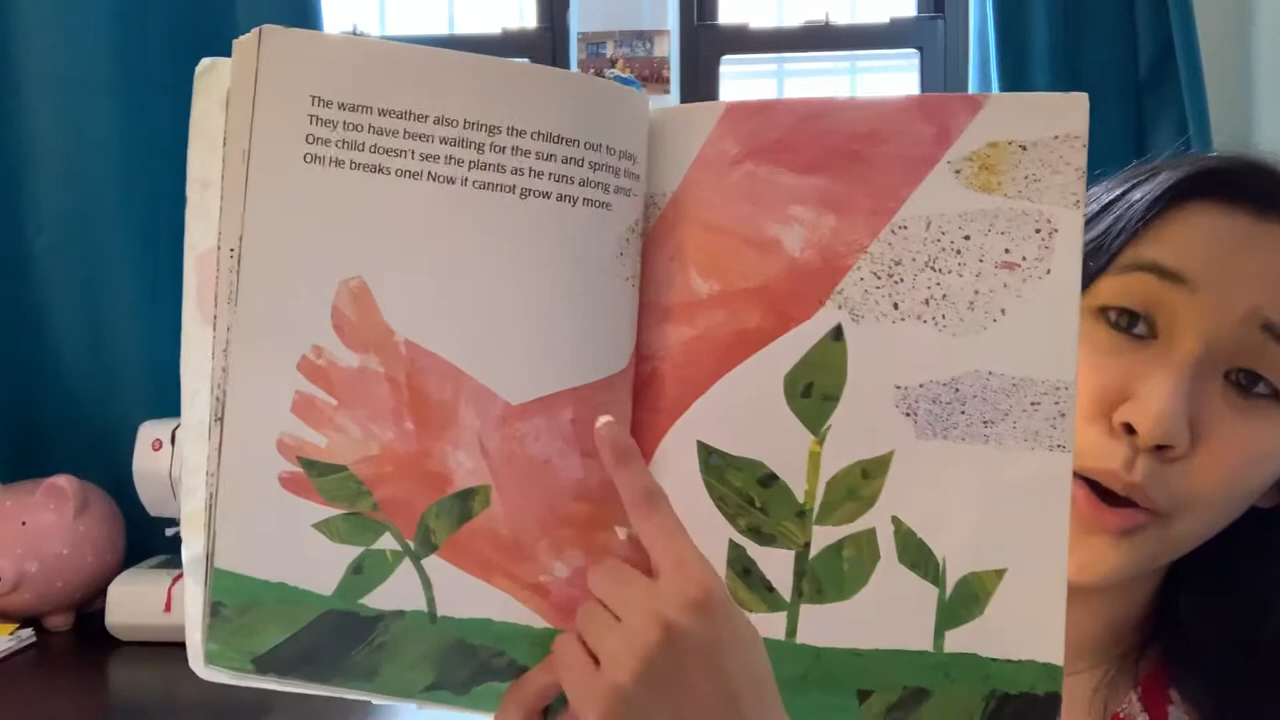 The warm weather also brings the children out to play.
They too have been waiting for the sun and spring time.
One child doesn't see the plants as he runs along and—
Oh! He breaks one! Now it cannot grow any more.